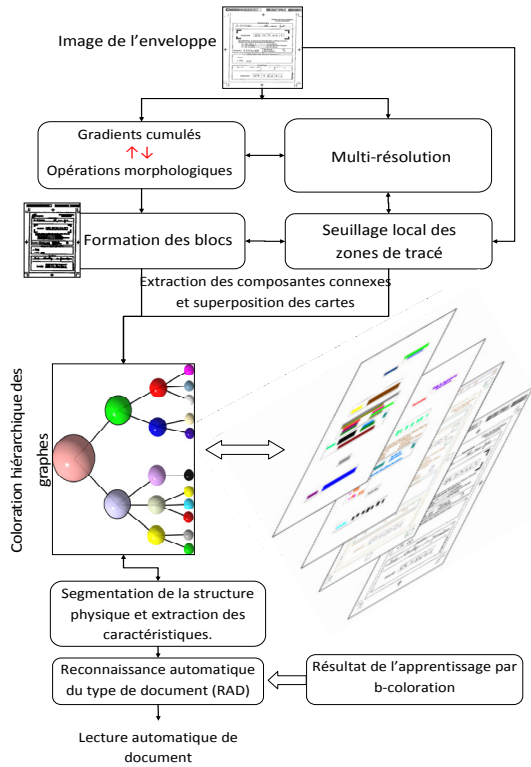 Image de l'enveloppe
Gradients cumulés
↑↓
Opérations morphologiques
Multi-résolution
Formation des blocs
Seuillage local des
zones de tracé
Extraction des composantes connexes
et superposition des cartes
Coloration hiérarchique des
graphes
Segmentation de la structure
physique et extraction des
caractéristiques.
Reconnaissance automatique
du type de document (RAD)
Résultat de l'apprentissage par
b-coloration
Lecture automatique de
document